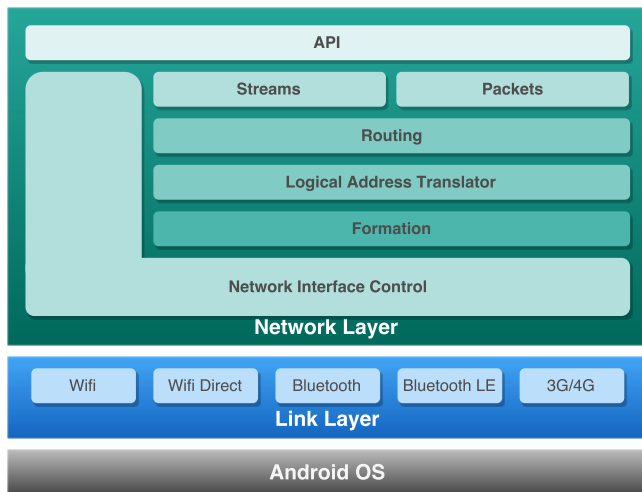 API
Streams
Packets
Routing
Logical Address Translator
Formation
Network Interface Control
Network Layer
Wifi
Wifi Direct
Bluetooth
Bluetooth LE
3G/4G
Link Layer
Android OS